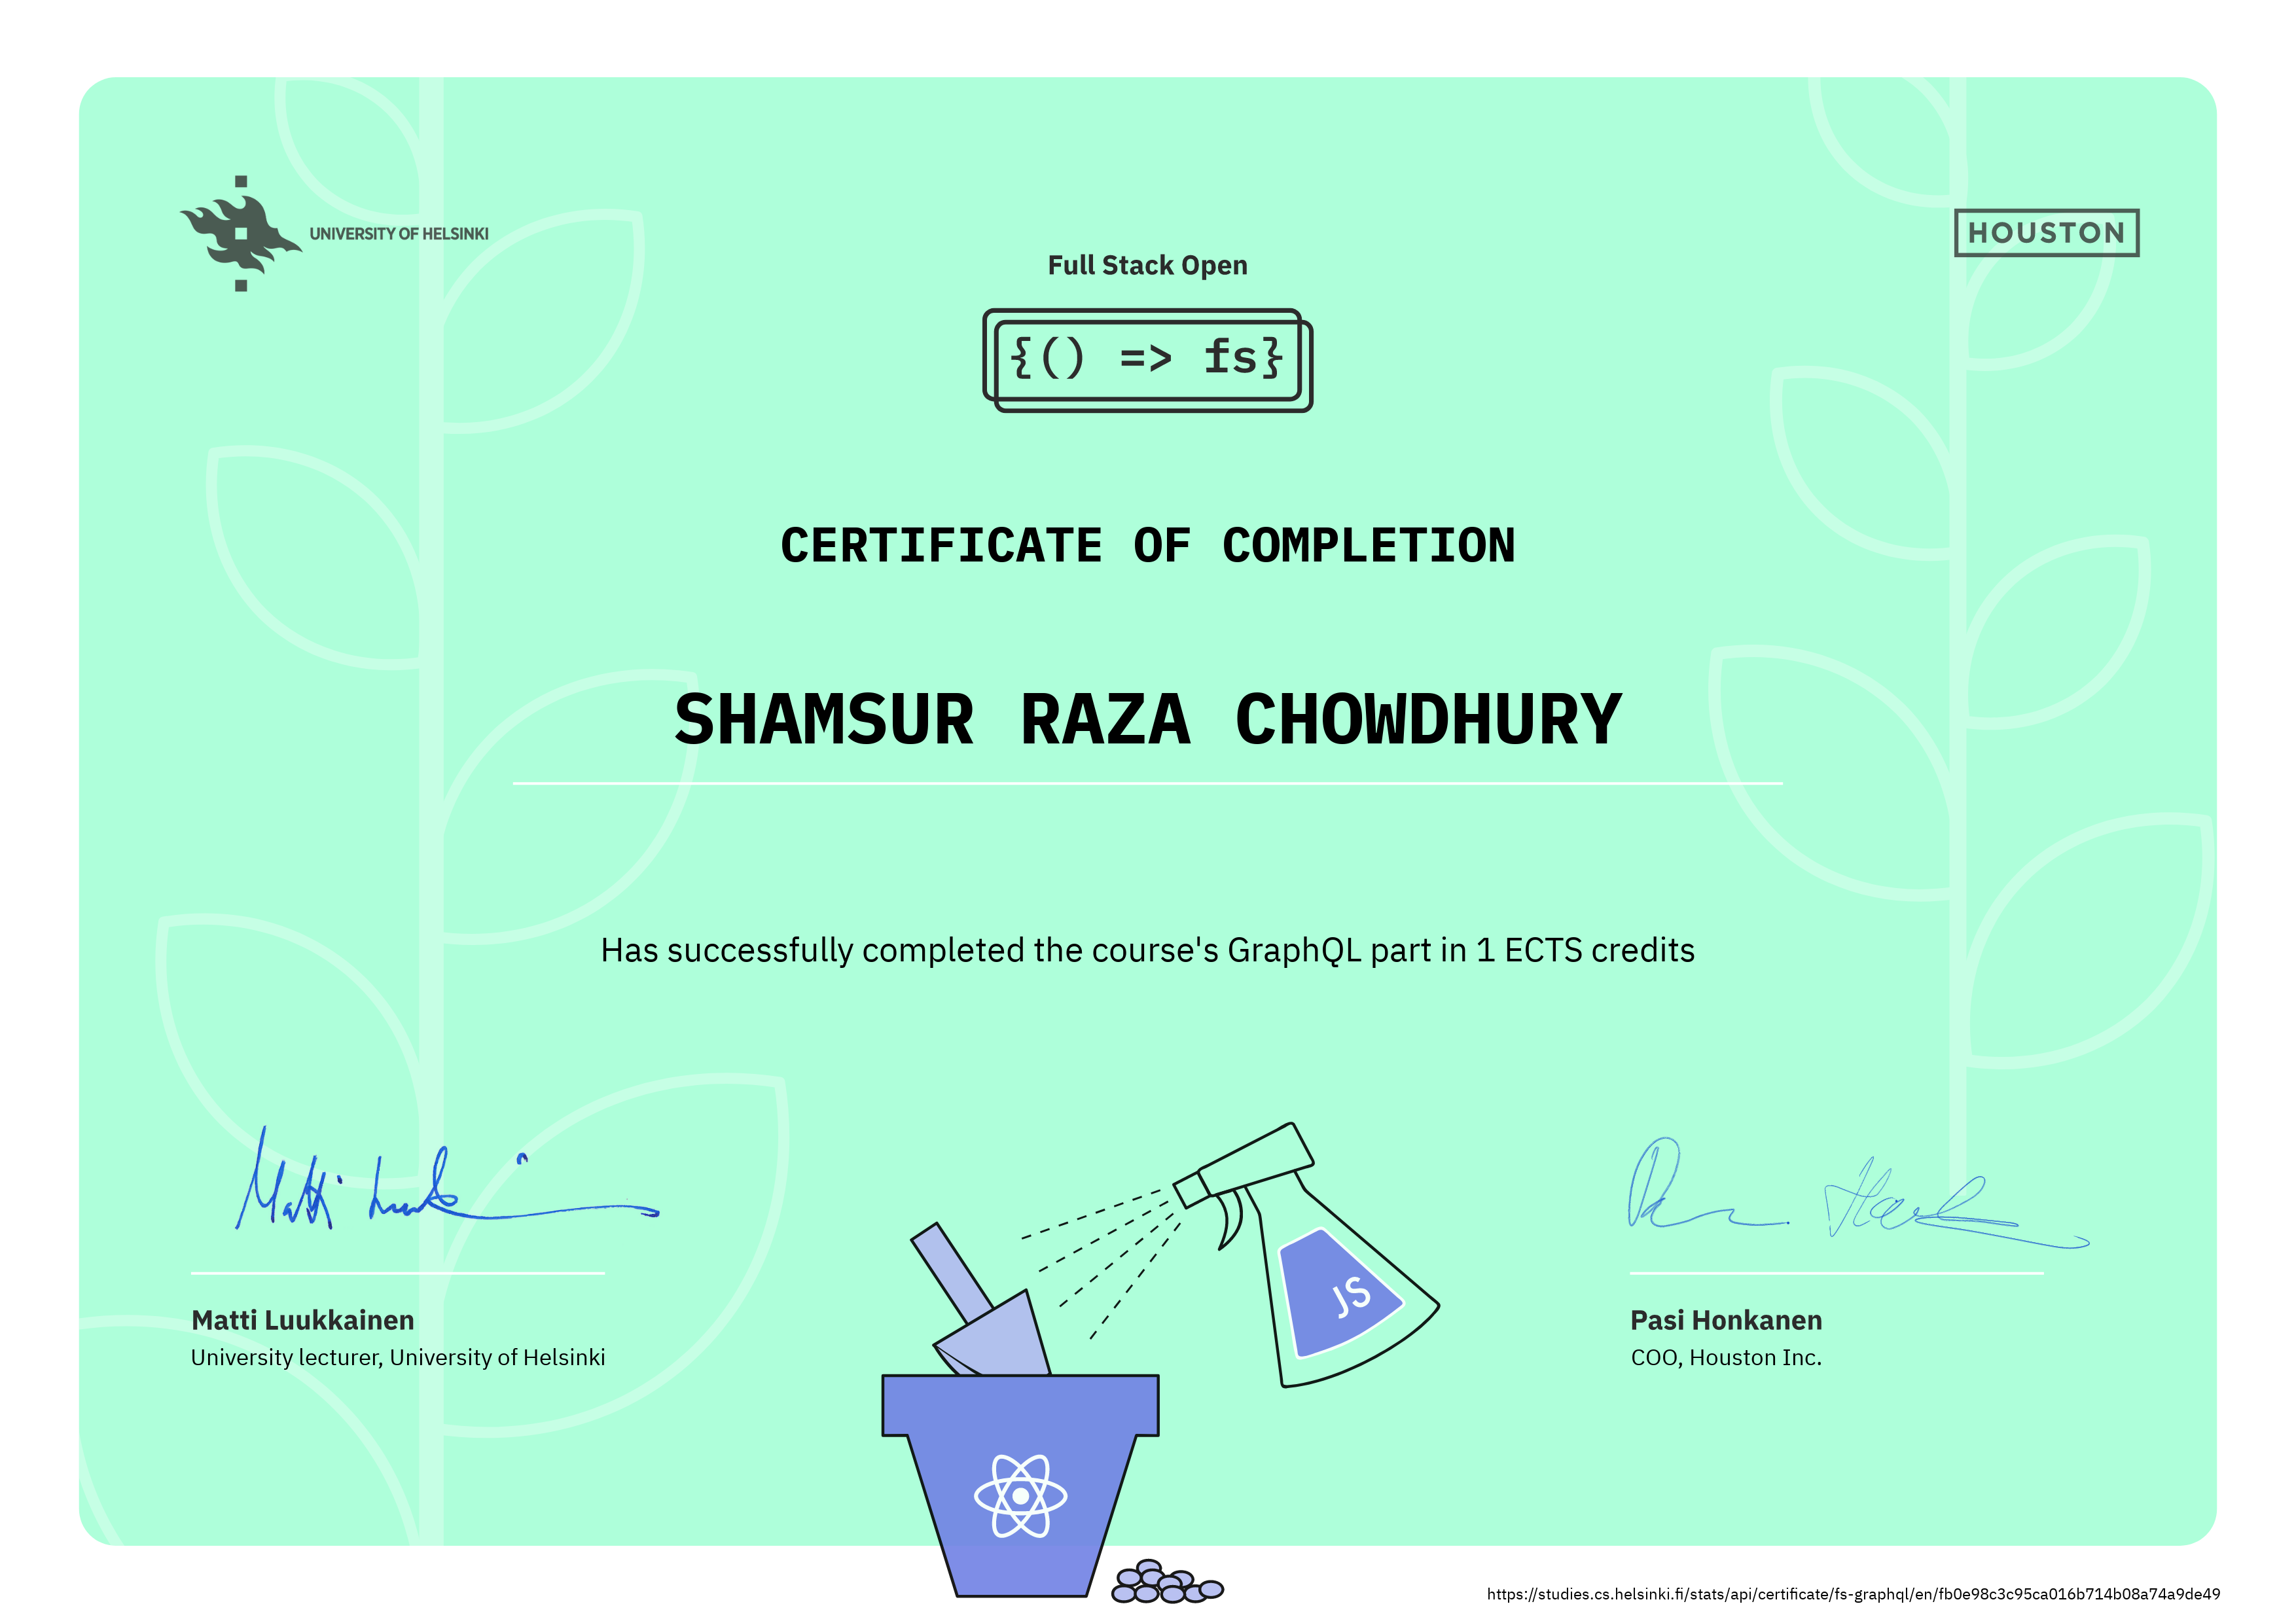 UNIVERSITY OF HELSINKI
HOUSTON
Full Stack Open
{() => fs}
CERTIFICATE OF COMPLETION
SHAMSUR RAZA CHOWDHURY
Has successfully completed the course's GraphQL part in 1 ECTS credits
JS
Matti Luukkainen
University lecturer, University of Helsinki
Pasi Honkanen
COO, Houston Inc.
https://studies.cs.helsinki.fi/stats/api/certificate/fs-graphql/en/fb0e98c3c95ca016b714b08a74a9de49